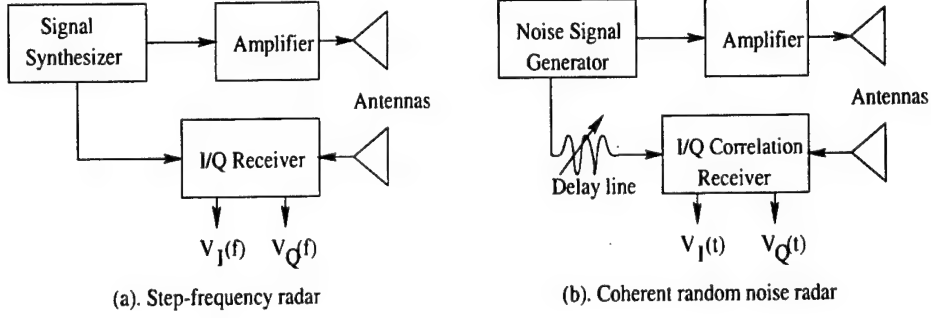 Signal
Synthesizer
Amplifier
Antennas
I/Q Receiver
V_I(f)
V_Q(f)
(a). Step-frequency radar
Noise Signal
Generator
Amplifier
Antennas
Delay line
I/Q Correlation
Receiver
V_I(t)
V_Q(t)
(b). Coherent random noise radar